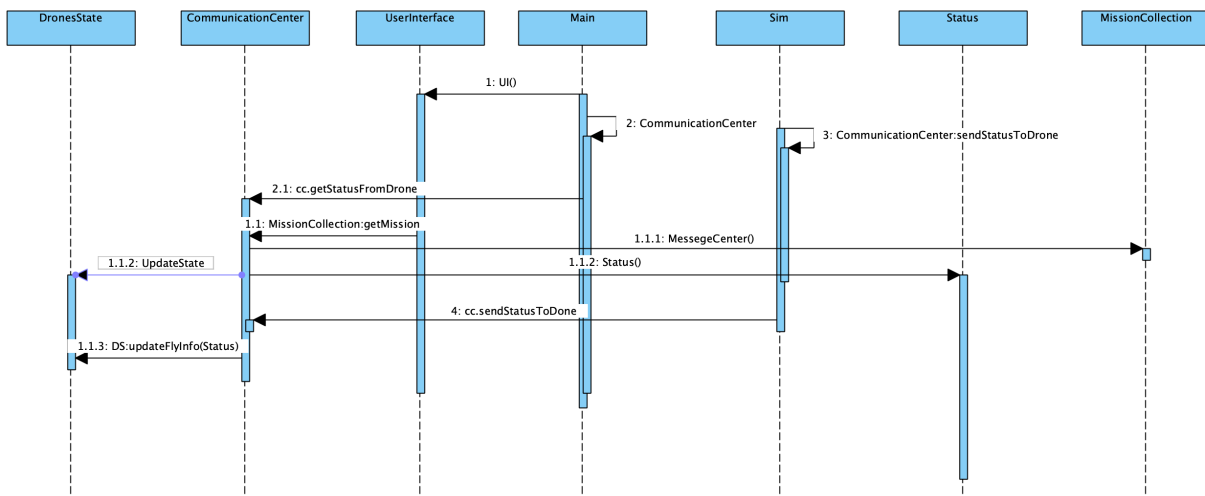 DronesState
CommunicationCenter
UserInterface
Main
Sim
Status
MissionCollection
1: UI()
2: CommunicationCenter
3: CommunicationCenter:sendStatusToDrone
2.1: cc.getStatusFromDrone
1.1: MissionCollection:getMission
1.1.1: MessegeCenter()
1.1.2: UpdateState
1.1.2: Status()
4: cc.sendStatusToDone
1.1.3: DS:updateFlyInfo(Status)